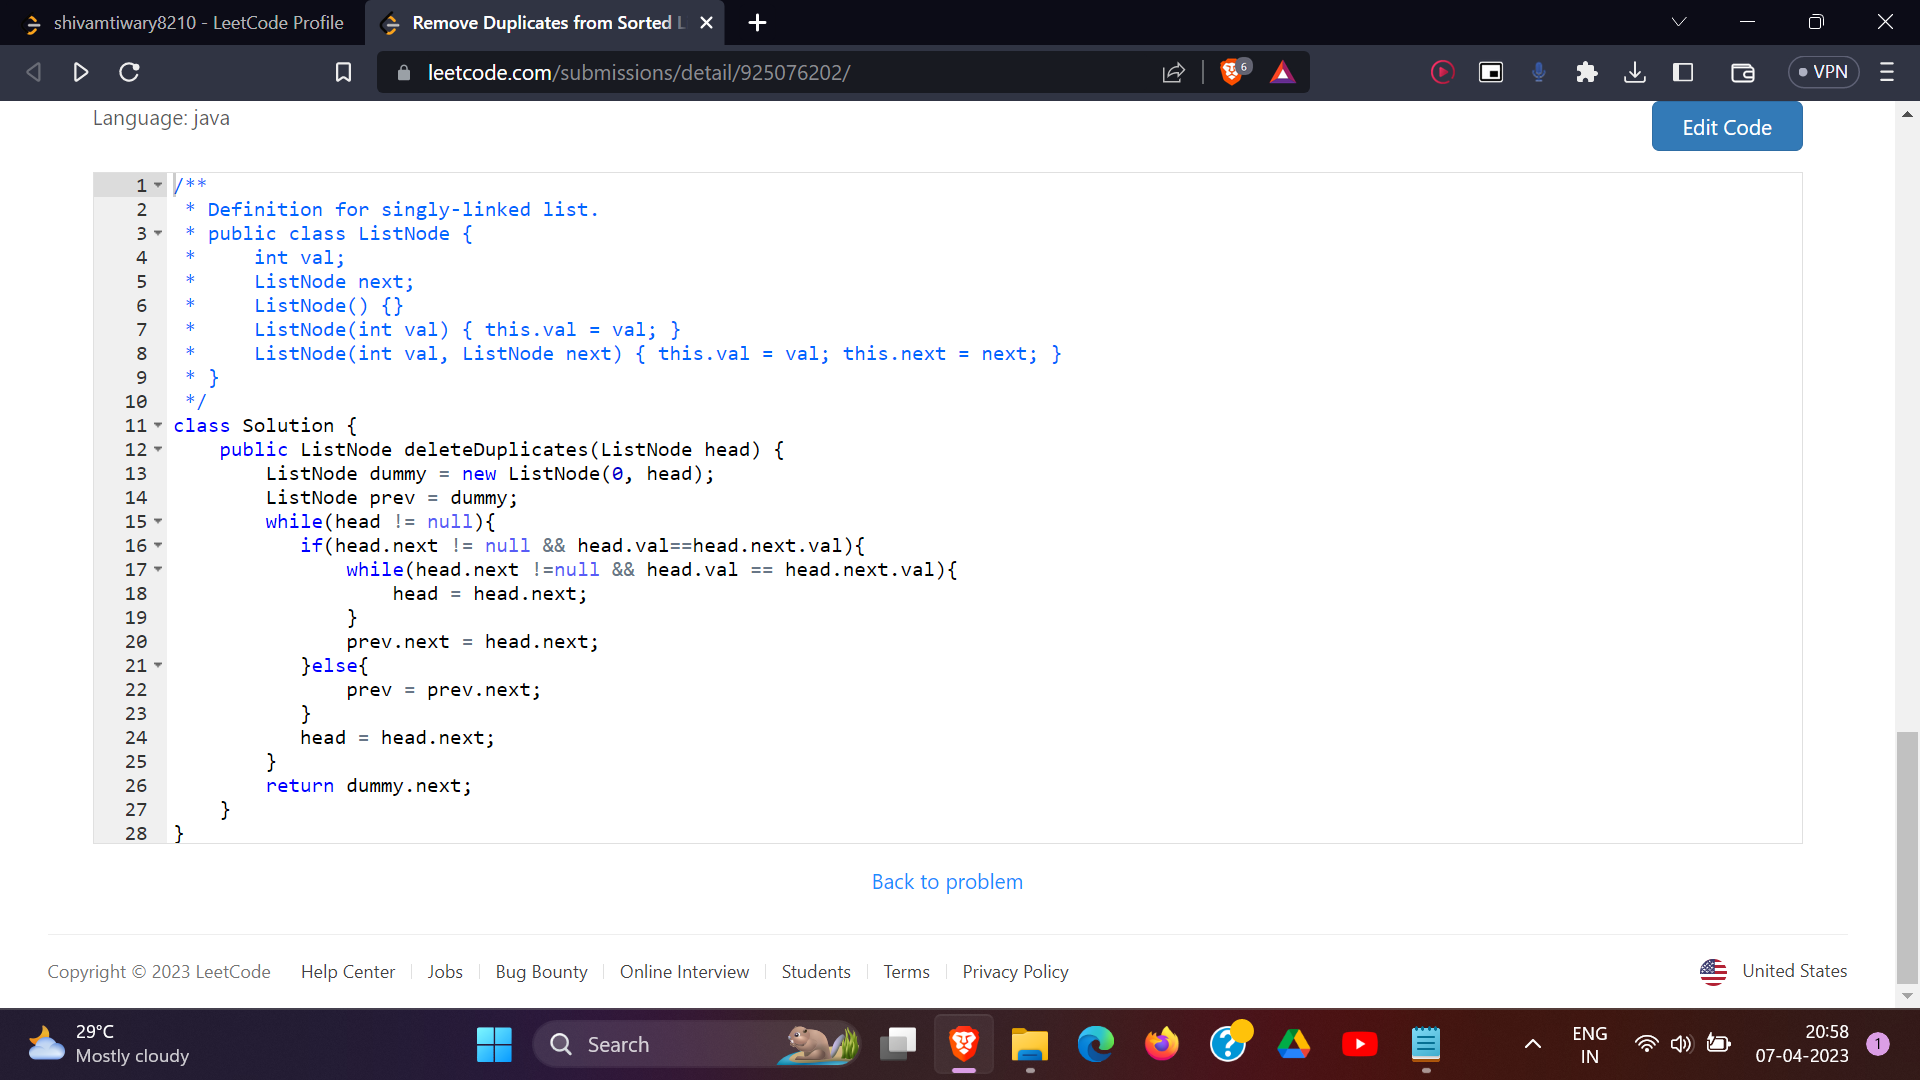 shivamtiwary8210 - LeetCode Profile
Remove Duplicates from Sorted L
leetcode.com/submissions/detail/925076202/
6
VPN
Language: java
Edit Code
1 /**
2  * Definition for singly-linked list.
3  * public class ListNode {
4  *     int val;
5  *     ListNode next;
6  *     ListNode() {}
7  *     ListNode(int val) { this.val = val; }
8  *     ListNode(int val, ListNode next) { this.val = val; this.next = next; }
9  * }
10  */
11 class Solution {
12     public ListNode deleteDuplicates(ListNode head) {
13         ListNode dummy = new ListNode(0, head);
14         ListNode prev = dummy;
15         while(head != null){
16            if(head.next != null && head.val==head.next.val){
17                while(head.next !=null && head.val == head.next.val){
18                    head = head.next;
19                }
20                prev.next = head.next;
21            }else{
22                prev = prev.next;
23            }
24            head = head.next;
25         }
26         return dummy.next;
27     }
28 }
Back to problem
Copyright © 2023 LeetCode
Help Center
Jobs
Bug Bounty
Online Interview
Students
Terms
Privacy Policy
United States
29°C
Mostly cloudy
Search
ENG
IN
20:58
07-04-2023
1